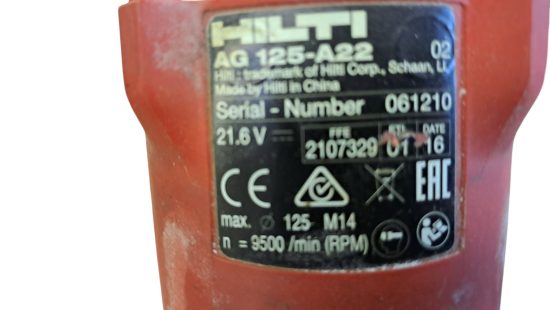 HILTI
AG 125-A22 02
Hilti : trademark of Hilti Corp., Schaan, LI,
Made by Hilti in China
Serial - Number 061210
21.6 V FFE ETL DATE
2107329 01 16
CE EAC
max. ⌀ 125 M14
n = 9500 /min (RPM)